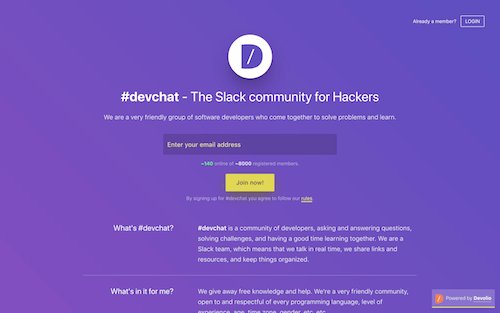 Already a member? LOGIN
D/
#devchat - The Slack community for Hackers
We are a very friendly group of software developers who come together to solve problems and learn.
Enter your email address
~140 online of ~8000 registered members.
Join now!
By signing up for #devchat you agree to follow our rules.
What's #devchat?
#devchat is a community of developers, asking and answering questions,
solving challenges, and having a good time learning together. We are a
Slack team, which means that we talk in real time, we share links and
resources, and keep things organized.
What's in it for me?
We give away free knowledge and help. We're a very friendly community,
open to and respectful of every programming language, level of
experience, age, time zone, gender, etc. etc.
Powered by Devolio